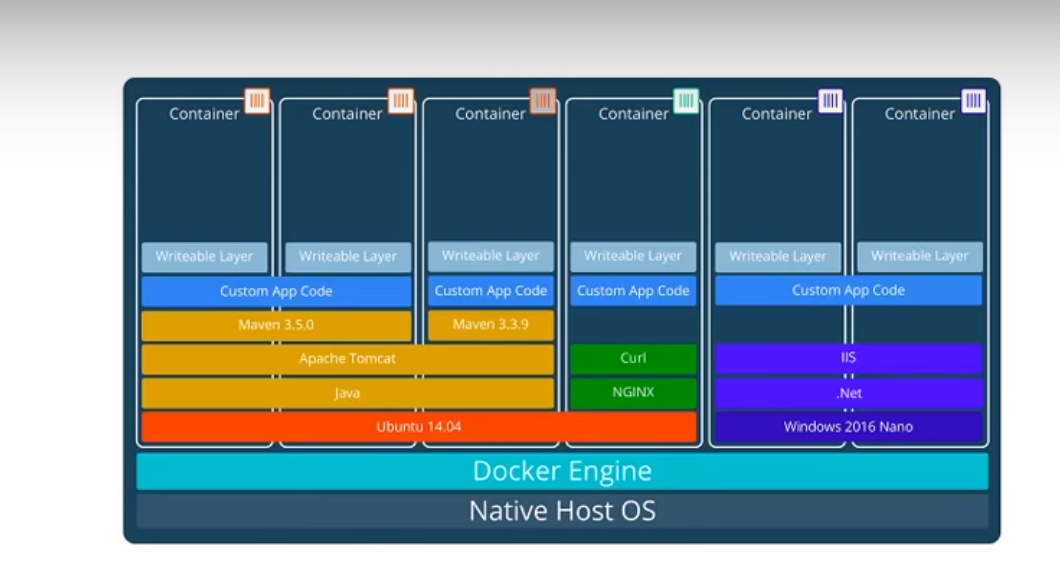 Container Container Container Container Container Container
Writeable Layer Writeable Layer Writeable Layer Writeable Layer Writeable Layer Writeable Layer
Custom App Code Custom App Code Custom App Code Custom App Code
Maven 3.5.0 Maven 3.3.9
Apache Tomcat Curl IIS
Java NGINX .Net
Ubuntu 14.04 Windows 2016 Nano
Docker Engine
Native Host OS